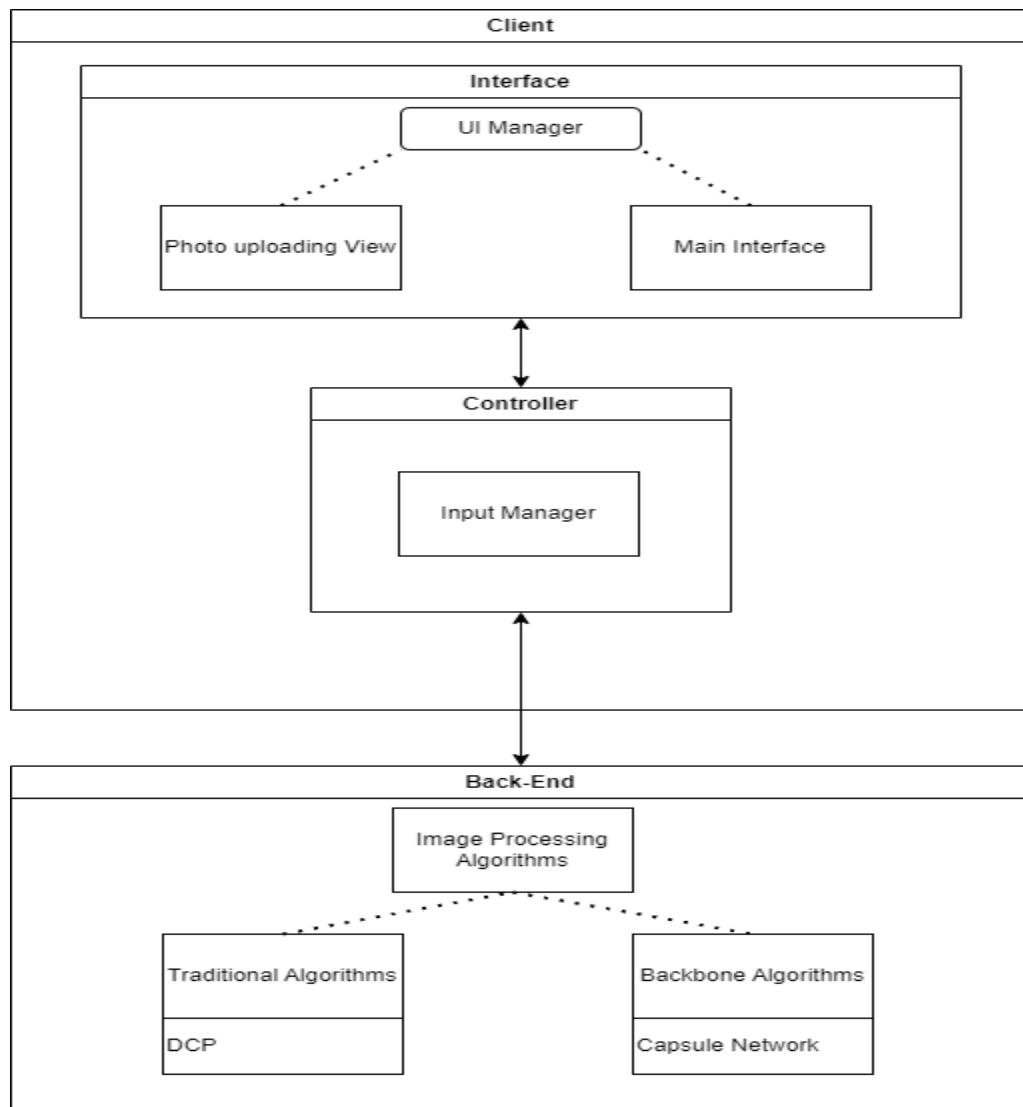 Client
Interface
UI Manager
Photo uploading View
Main Interface
Controller
Input Manager
Back-End
Image Processing
Algorithms
Traditional Algorithms
Backbone Algorithms
DCP
Capsule Network